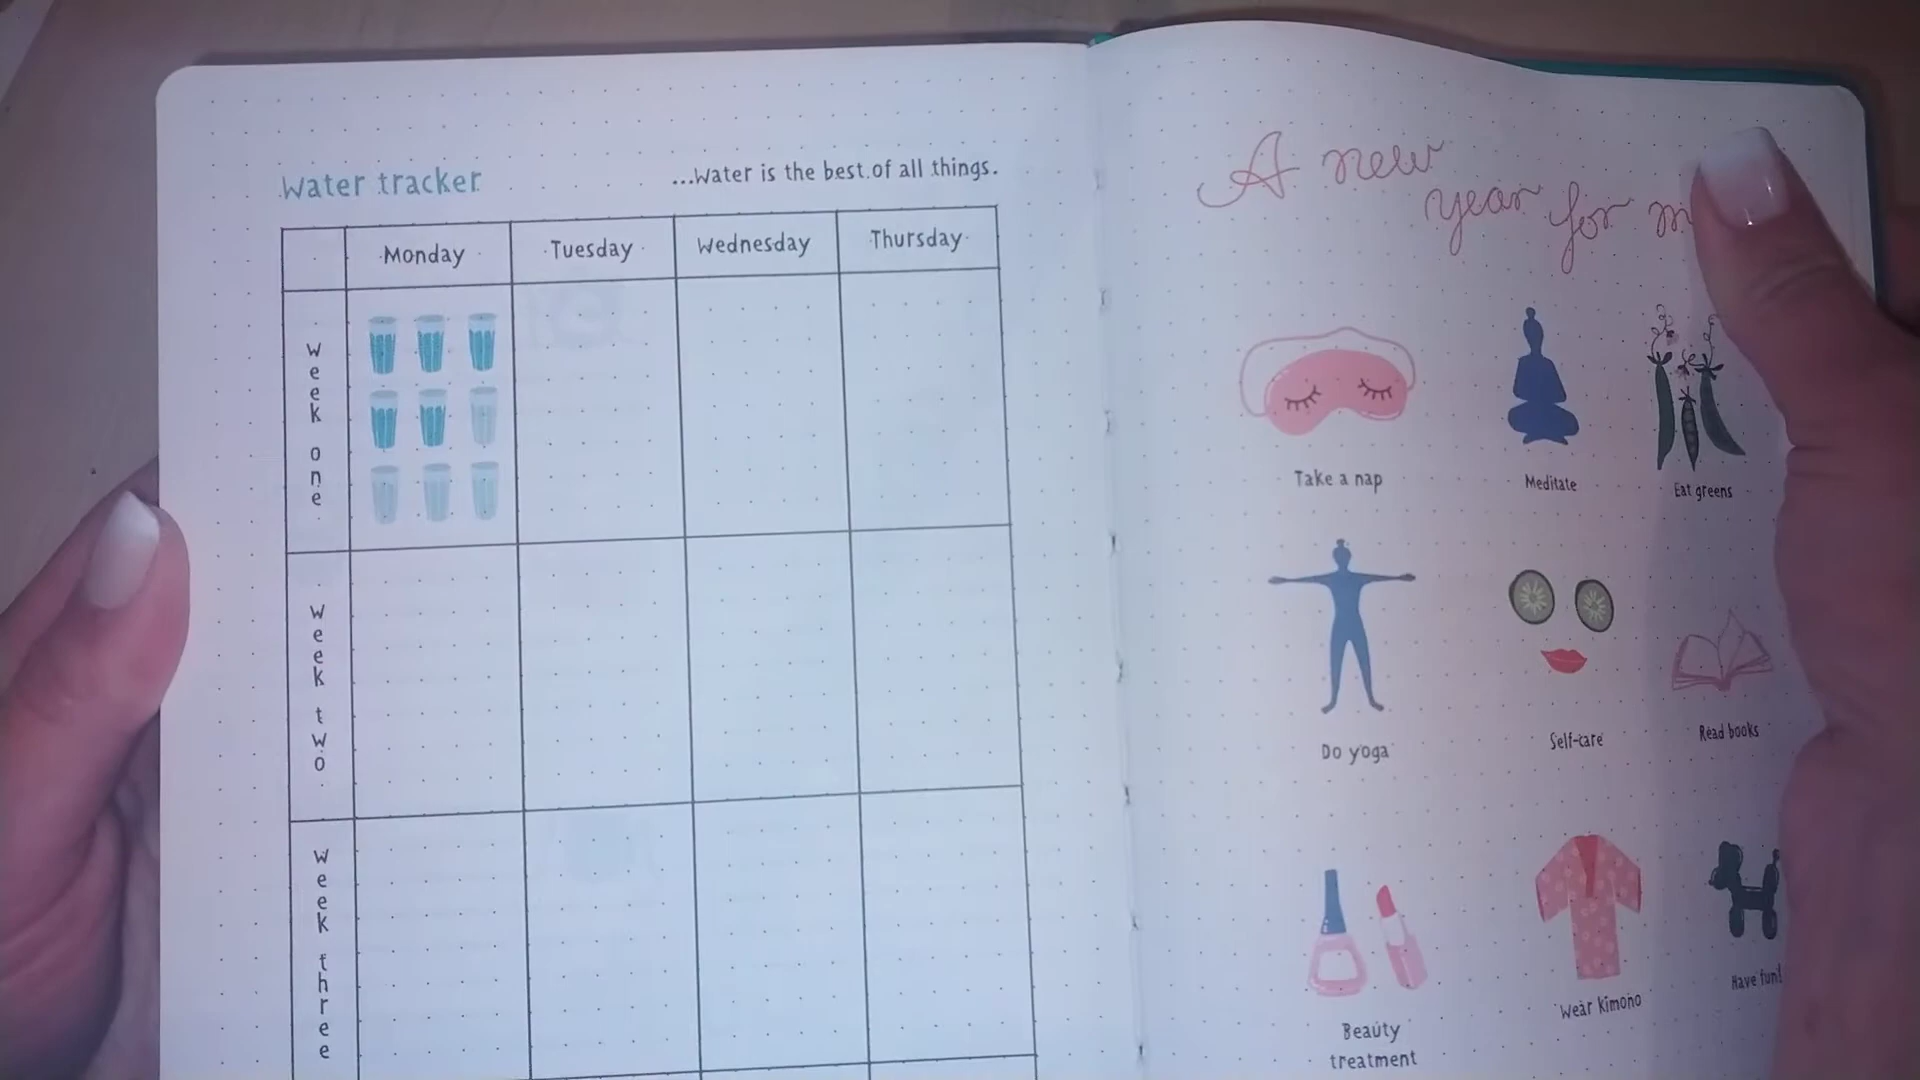 Water tracker
...Water is the best of all things.
Monday
Tuesday
Wednesday
Thursday
week one
week two
week three
A new
year for
Take a nap
Meditate
Eat greens
Do yoga
Self-care
Read books
Beauty
treatment
Wear kimono
Have fun!